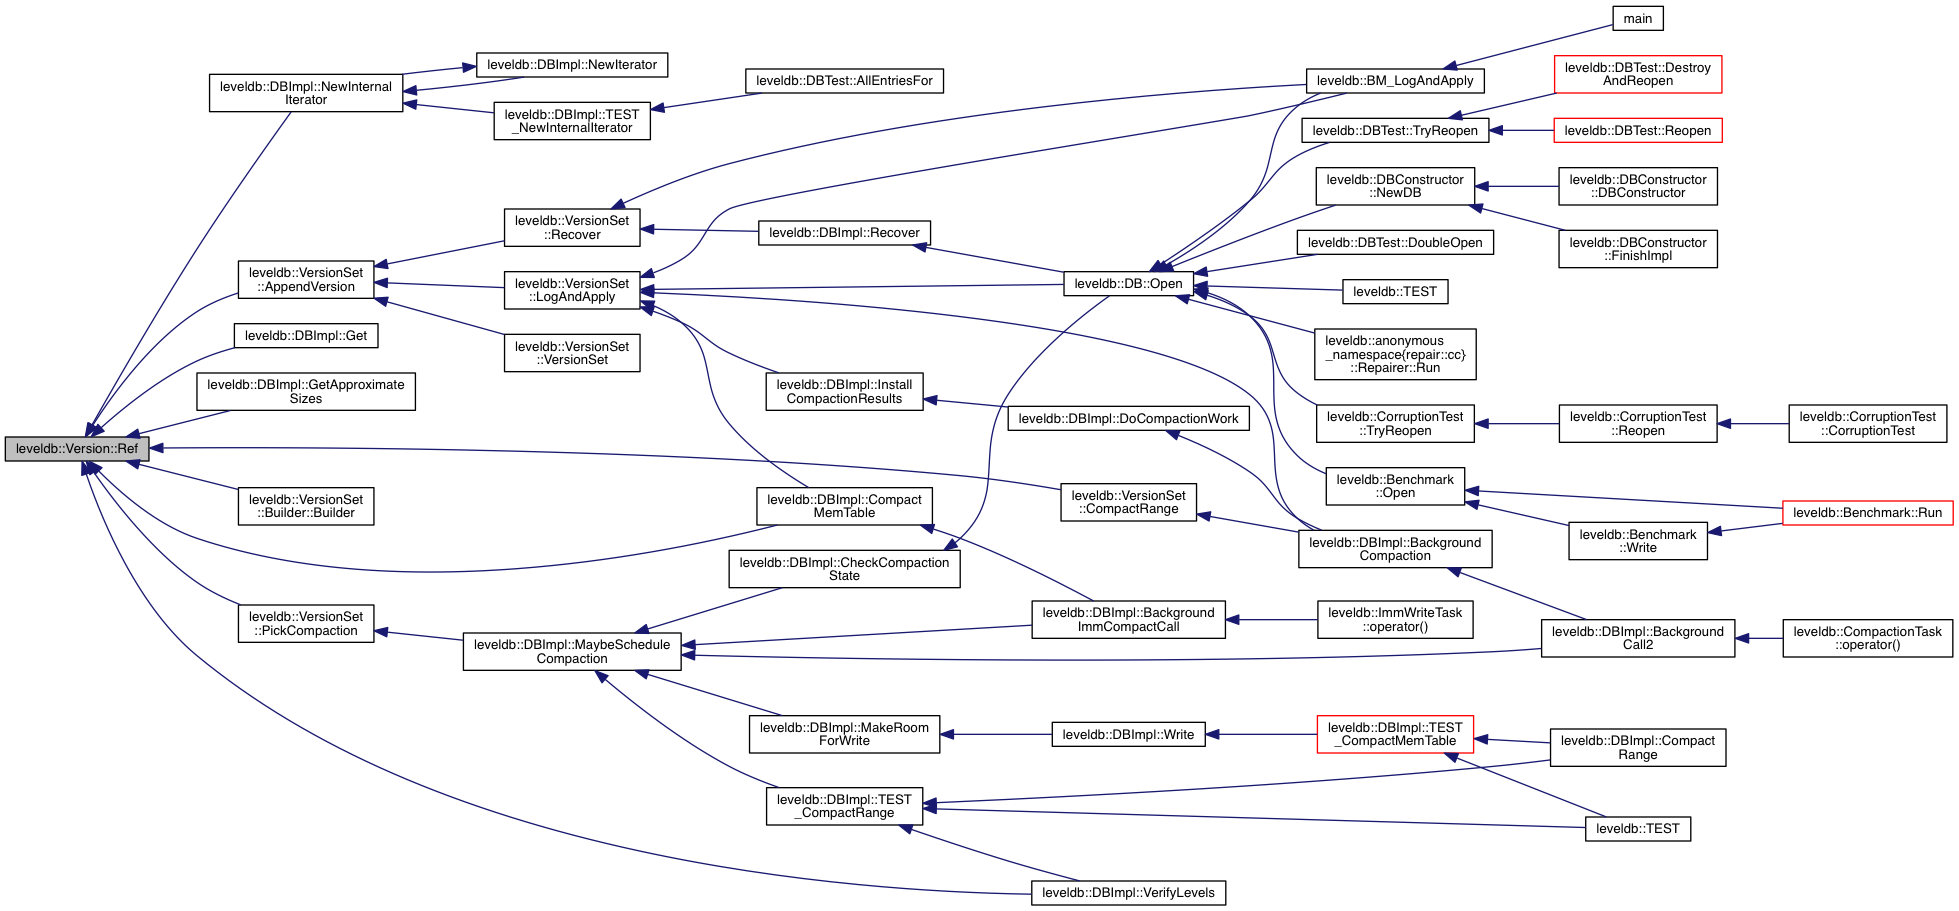 main
leveldb::DBImpl::NewInternal
Iterator
leveldb::DBImpl::NewIterator
leveldb::DBImpl::TEST
_NewInternalIterator
leveldb::DBTest::AllEntriesFor
leveldb::BM_LogAndApply
leveldb::DBTest::Destroy
AndReopen
leveldb::DBTest::TryReopen
leveldb::DBTest::Reopen
leveldb::DBConstructor
::NewDB
leveldb::DBConstructor
::DBConstructor
leveldb::DBConstructor
::FinishImpl
leveldb::VersionSet
::Recover
leveldb::DBImpl::Recover
leveldb::DBTest::DoubleOpen
leveldb::VersionSet
::AppendVersion
leveldb::VersionSet
::LogAndApply
leveldb::DB::Open
leveldb::TEST
leveldb::DBImpl::Get
leveldb::VersionSet
::VersionSet
leveldb::anonymous
_namespace{repair::cc}
::Repairer::Run
leveldb::DBImpl::GetApproximate
Sizes
leveldb::DBImpl::Install
CompactionResults
leveldb::DBImpl::DoCompactionWork
leveldb::CorruptionTest
::TryReopen
leveldb::CorruptionTest
::Reopen
leveldb::CorruptionTest
::CorruptionTest
leveldb::Version::Ref
leveldb::VersionSet
::Builder::Builder
leveldb::DBImpl::Compact
MemTable
leveldb::VersionSet
::CompactRange
leveldb::Benchmark
::Open
leveldb::Benchmark::Run
leveldb::Benchmark
::Write
leveldb::DBImpl::Background
Compaction
leveldb::DBImpl::CheckCompaction
State
leveldb::VersionSet
::PickCompaction
leveldb::DBImpl::MaybeSchedule
Compaction
leveldb::DBImpl::Background
ImmCompactCall
leveldb::ImmWriteTask
::operator()
leveldb::DBImpl::Background
Call2
leveldb::CompactionTask
::operator()
leveldb::DBImpl::MakeRoom
ForWrite
leveldb::DBImpl::Write
leveldb::DBImpl::TEST
_CompactMemTable
leveldb::DBImpl::Compact
Range
leveldb::DBImpl::TEST
_CompactRange
leveldb::TEST
leveldb::DBImpl::VerifyLevels